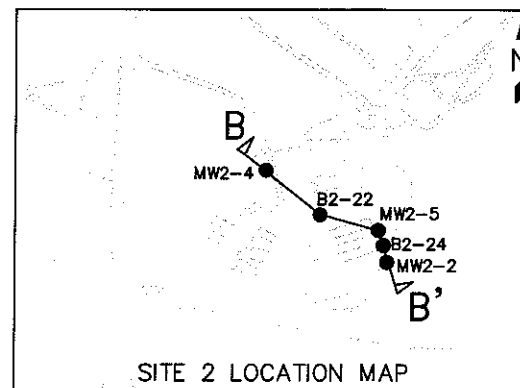 N
B
MW2-4
B2-22
MW2-5
B2-24
MW2-2
B'
SITE 2 LOCATION MAP